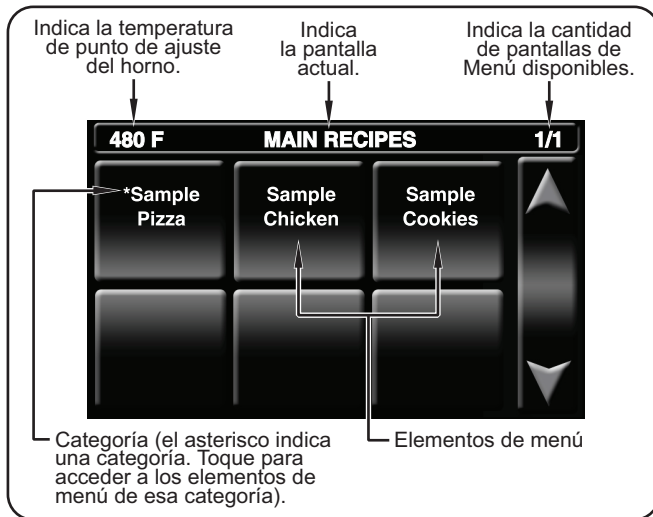 Indica la temperatura
de punto de ajuste
del horno.
Indica
la pantalla
actual.
Indica la cantidad
de pantallas de
Menú disponibles.
480 F
MAIN RECIPES
1/1
*Sample
Pizza
Sample
Chicken
Sample
Cookies
Categoría (el asterisco indica
una categoría. Toque para
acceder a los elementos de
menú de esa categoría).
Elementos de menú